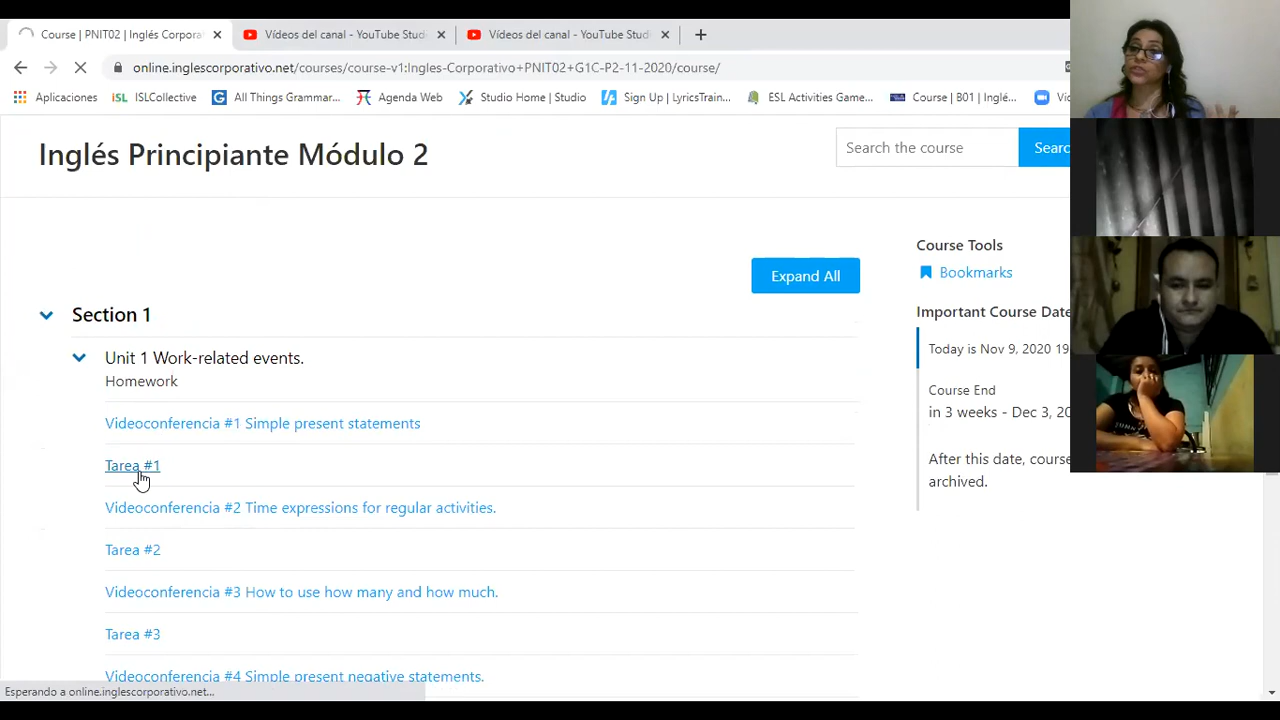 Course | PNIT02 | Inglés Corpora
Vídeos del canal - YouTube Stud
Vídeos del canal - YouTube Studi
online.inglescorporativo.net/courses/course-v1:Ingles-Corporativo+PNIT02+G1C-P2-11-2020/course/
Aplicaciones
iSL ISLCollective
All Things Grammar...
Agenda Web
Studio Home | Studio
Sign Up | LyricsTrain...
ESL Activities Game...
Course | B01 | Inglé...
Inglés Principiante Módulo 2
Search the course
Searc
Course Tools
Bookmarks
Expand All
Important Course Date
Section 1
Today is Nov 9, 2020 19
Unit 1 Work-related events.
Homework
Course End
in 3 weeks - Dec 3, 20
Videoconferencia #1 Simple present statements
After this date, course
archived.
Tarea #1
Videoconferencia #2 Time expressions for regular activities.
Tarea #2
Videoconferencia #3 How to use how many and how much.
Tarea #3
Videoconferencia #4 Simple present negative statements.
Esperando a online.inglescorporativo.net...